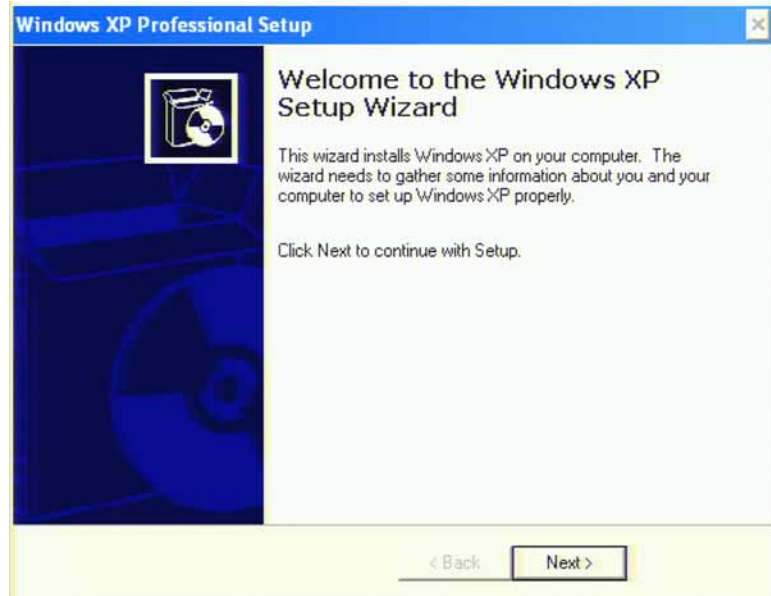 Windows XP Professional Setup
Welcome to the Windows XP
Setup Wizard
This wizard installs Windows XP on your computer. The
wizard needs to gather some information about you and your
computer to set up Windows XP properly.
Click Next to continue with Setup.
< Back
Next >